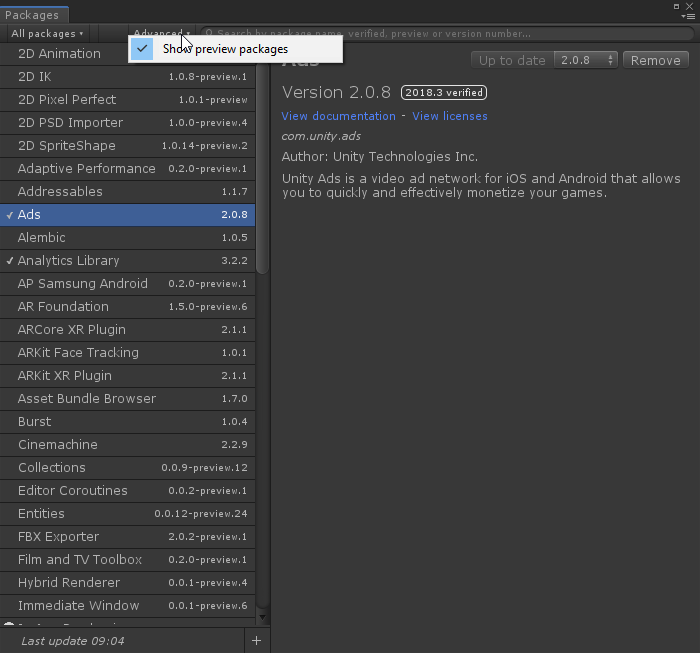 Packages
All packages
Advanced
Search by package name, verified, preview or version number...
Show preview packages
2D Animation
2D IK 1.0.8-preview.1
2D Pixel Perfect 1.0.1-preview
2D PSD Importer 1.0.0-preview.4
2D SpriteShape 1.0.14-preview.2
Adaptive Performance 0.2.0-preview.1
Addressables 1.1.7
Ads 2.0.8
Alembic 1.0.5
Analytics Library 3.2.2
AP Samsung Android 0.2.0-preview.1
AR Foundation 1.5.0-preview.6
ARCore XR Plugin 2.1.1
ARKit Face Tracking 1.0.1
ARKit XR Plugin 2.1.1
Asset Bundle Browser 1.7.0
Burst 1.0.4
Cinemachine 2.2.9
Collections 0.0.9-preview.12
Editor Coroutines 0.0.2-preview.1
Entities 0.0.12-preview.24
FBX Exporter 2.0.2-preview.1
Film and TV Toolbox 0.2.0-preview.1
Hybrid Renderer 0.0.1-preview.4
Immediate Window 0.0.1-preview.6
Last update 09:04
+
Ads
Up to date 2.0.8 Remove
Version 2.0.8 2018.3 verified
View documentation - View licenses
com.unity.ads
Author: Unity Technologies Inc.
Unity Ads is a video ad network for iOS and Android that allows
you to quickly and effectively monetize your games.